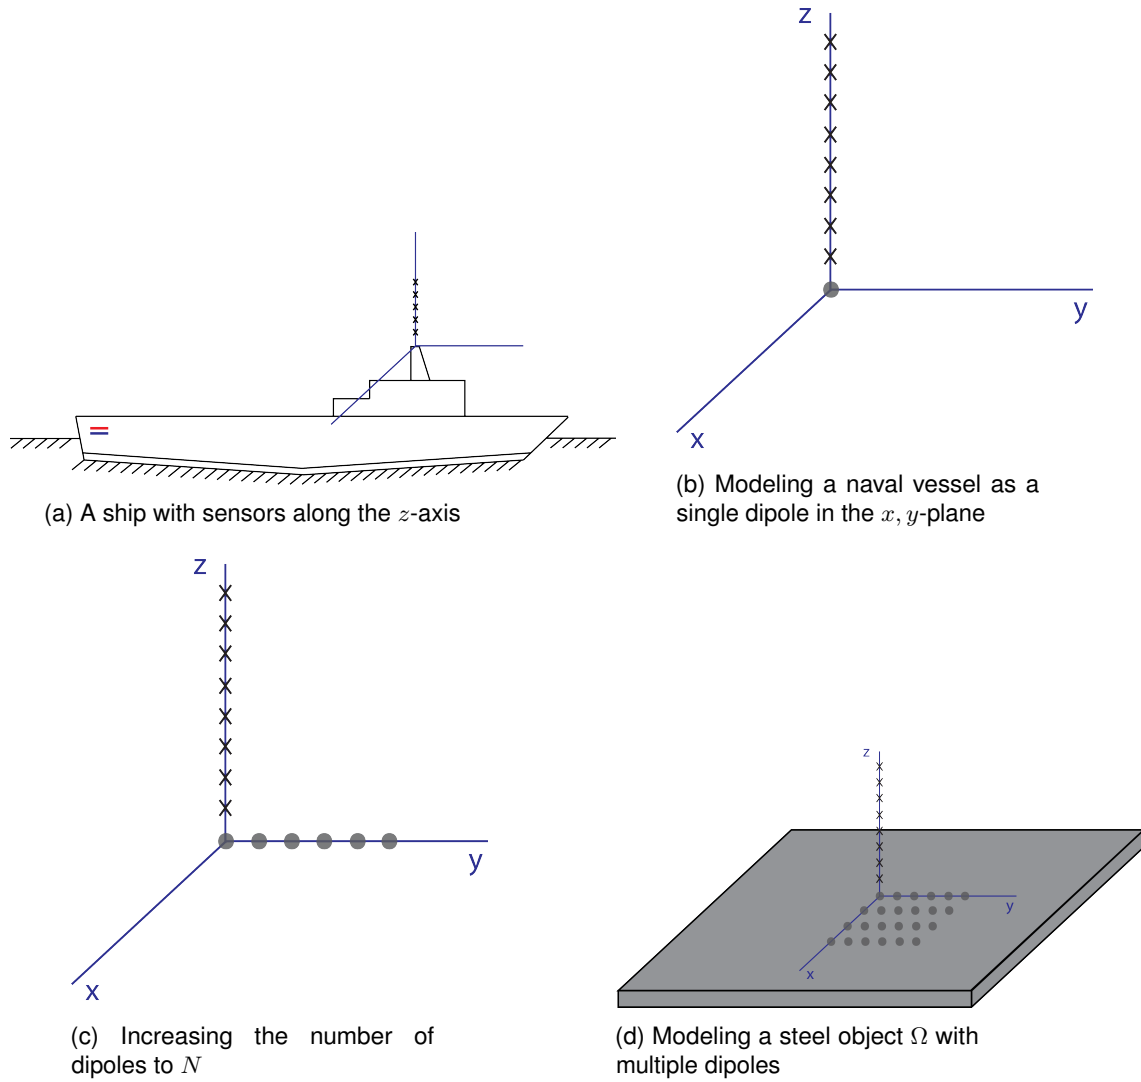 z
y
x
(a) A ship with sensors along the z-axis
(b) Modeling a naval vessel as a
single dipole in the x, y-plane
z
y
x
(c) Increasing the number of
dipoles to N
z
y
x
(d) Modeling a steel object Ω with
multiple dipoles